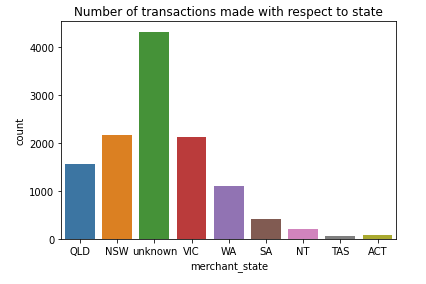 Number of transactions made with respect to state
4000
3000
2000
1000
0
count
QLD NSW unknown VIC WA SA NT TAS ACT
merchant_state